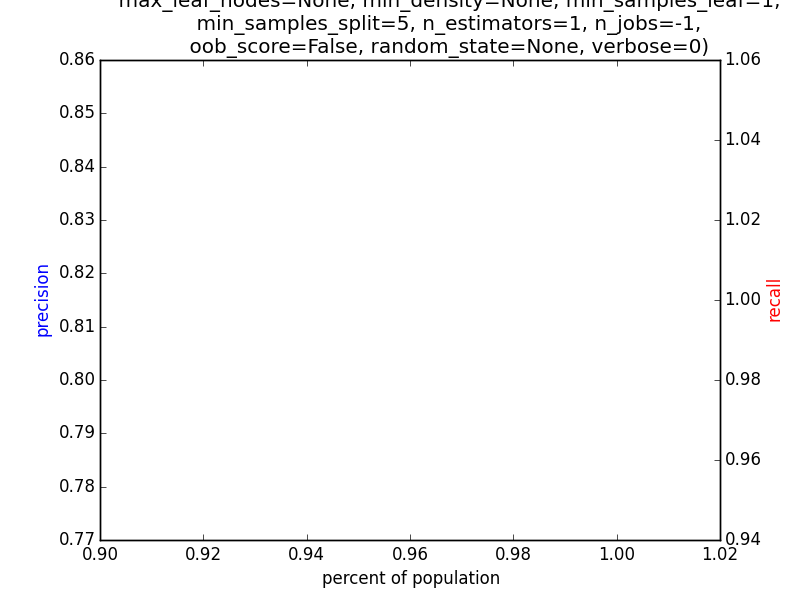 max_leaf_nodes=None, min_density=None, min_samples_leaf=1,
min_samples_split=5, n_estimators=1, n_jobs=-1,
oob_score=False, random_state=None, verbose=0)
0.86
0.85
0.84
0.83
0.82
0.81
0.80
0.79
0.78
0.77
precision
1.06
1.04
1.02
1.00
0.98
0.96
0.94
recall
0.90 0.92 0.94 0.96 0.98 1.00 1.02
percent of population